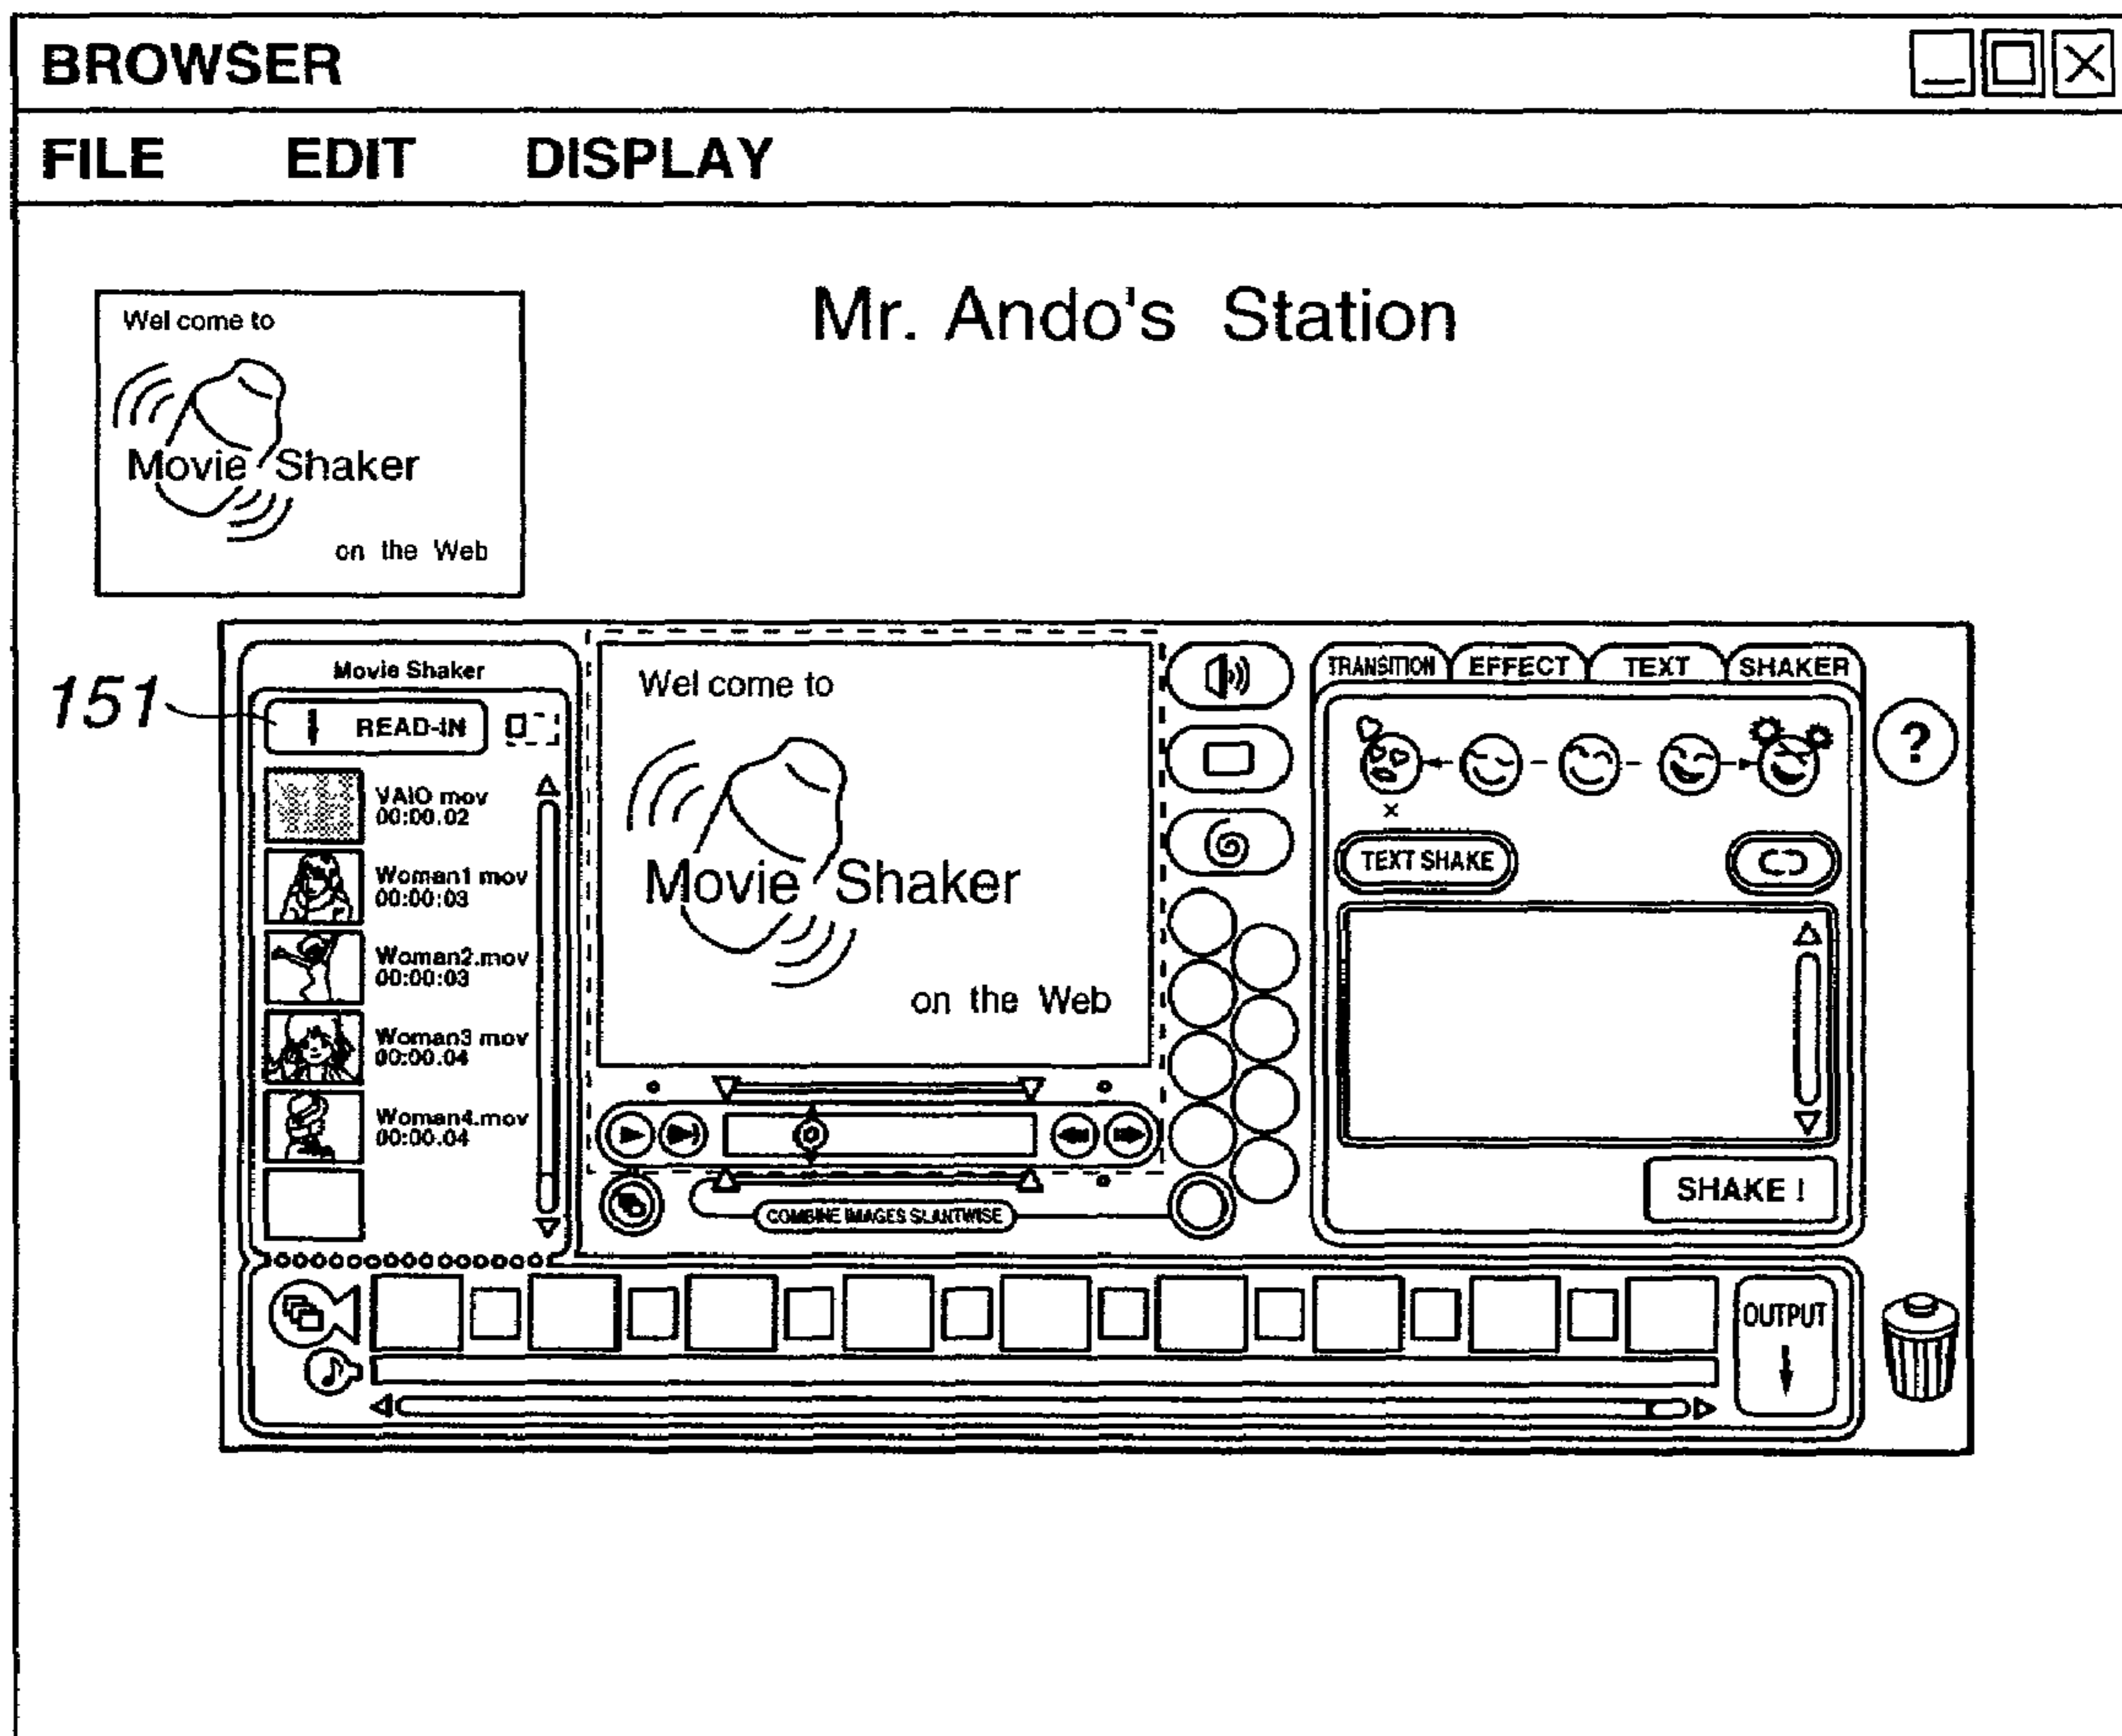 BROWSER
FILE EDIT DISPLAY
Mr. Ando's Station
Wel come to
Movie Shaker
on the Web
151
Movie Shaker
READ-IN
VAIO mov
00:00.02
Woman1 mov
00:00:03
Woman2.mov
00:00:03
Woman3 mov
00:00.04
Woman4.mov
00:00.04
Wel come to
Movie Shaker
on the Web
COMBINE IMAGES SLANTWISE
TRANSITION EFFECT TEXT SHAKER
?
TEXT SHAKE
SHAKE !
OUTPUT